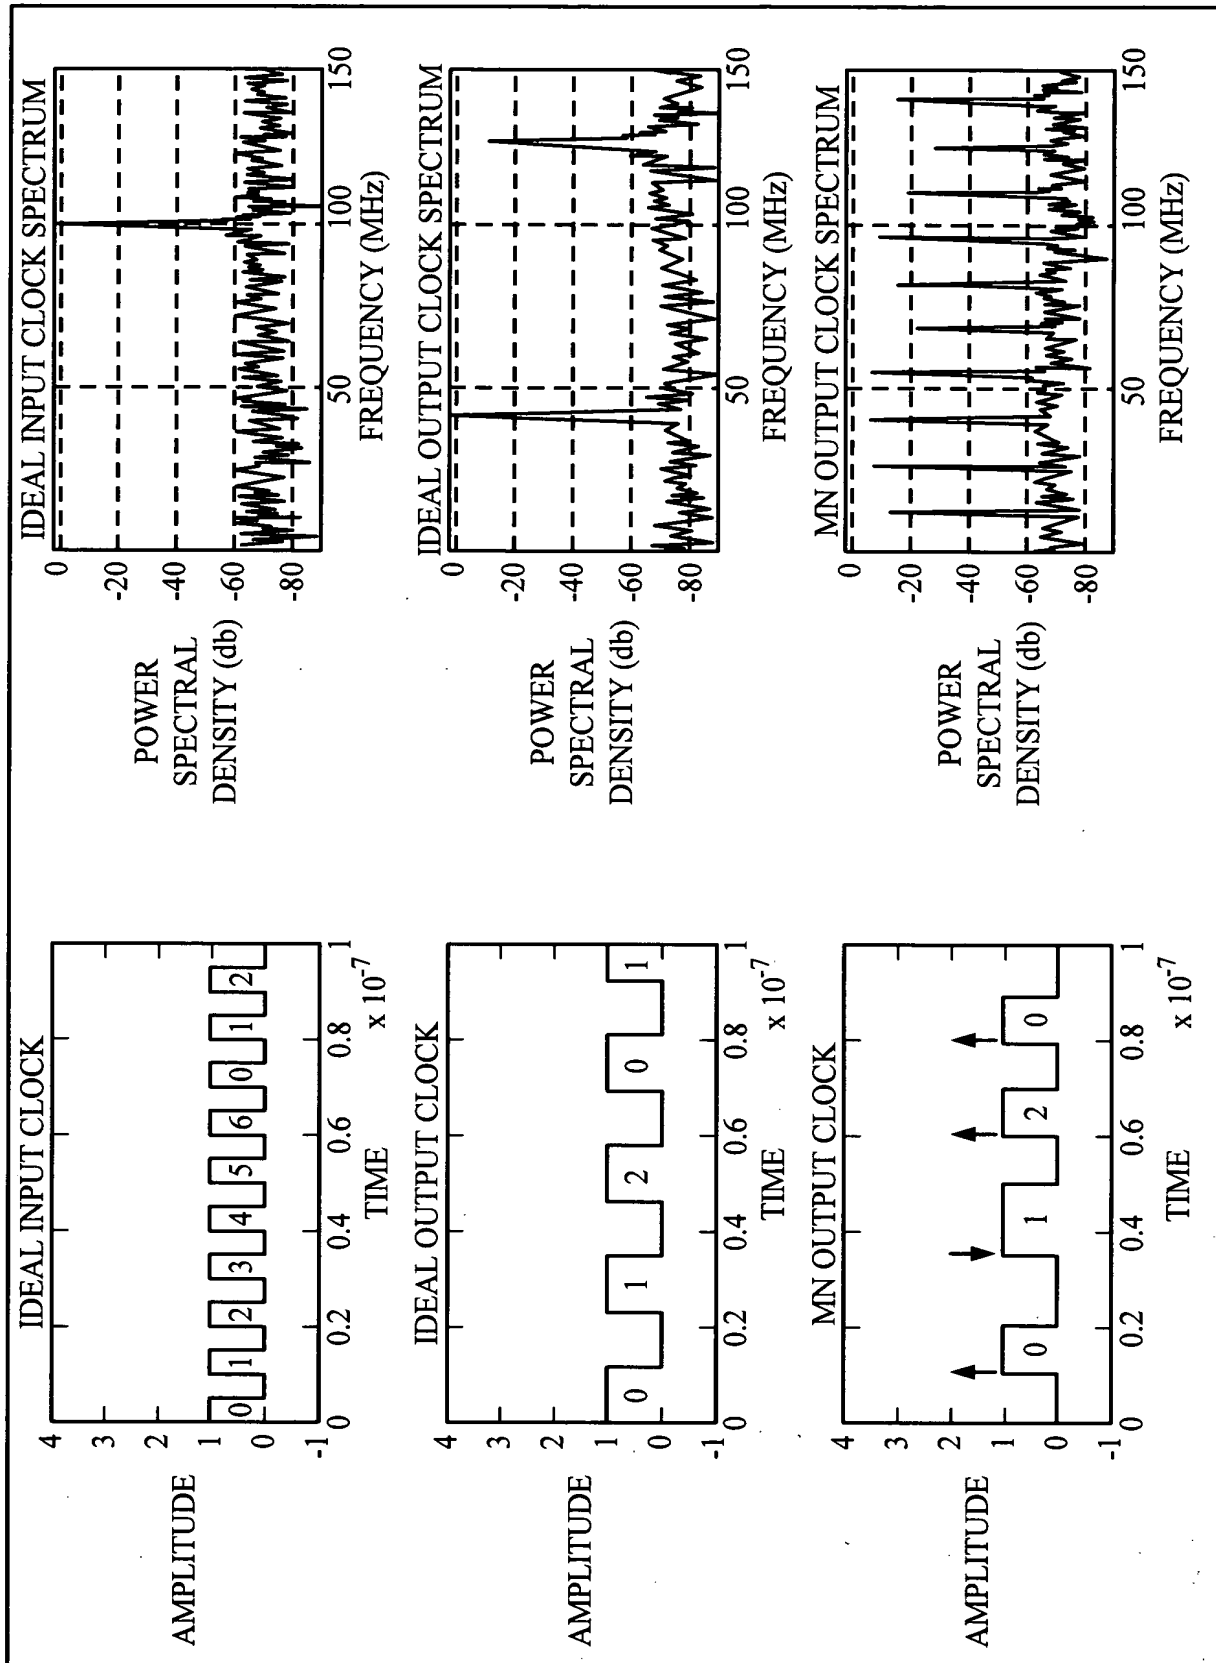 IDEAL INPUT CLOCK
AMPLITUDE
4
3
2
1
0
-1
0 1 2 3 4 5 6 0 1 2
0 0.2 0.4 0.6 0.8 1
TIME
x 10-7
IDEAL INPUT CLOCK SPECTRUM
POWER
SPECTRAL
DENSITY (db)
0
-20
-40
-60
-80
50 100 150
FREQUENCY (MHz)
IDEAL OUTPUT CLOCK
AMPLITUDE
4
3
2
1
0
-1
0 1 2 0 1
0 0.2 0.4 0.6 0.8 1
TIME
x 10-7
IDEAL OUTPUT CLOCK SPECTRUM
POWER
SPECTRAL
DENSITY (db)
0
-20
-40
-60
-80
50 100 150
FREQUENCY (MHz)
MN OUTPUT CLOCK
AMPLITUDE
4
3
2
1
0
-1
0 1 2 0
0 0.2 0.4 0.6 0.8 1
TIME
x 10-7
MN OUTPUT CLOCK SPECTRUM
POWER
SPECTRAL
DENSITY (db)
0
-20
-40
-60
-80
50 100 150
FREQUENCY (MHz)